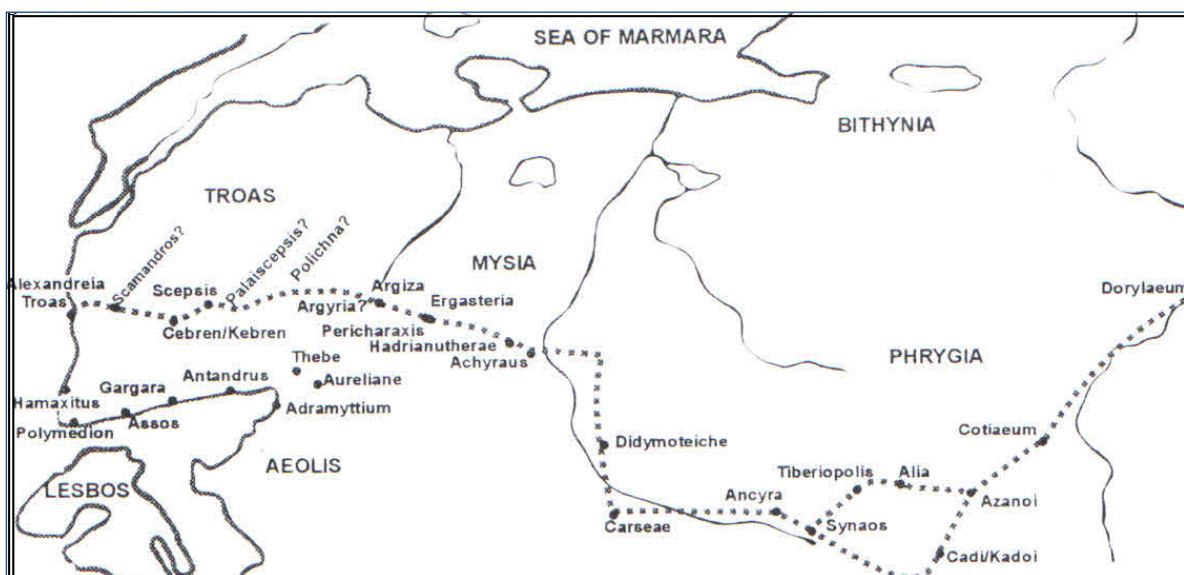 SEA OF MARMARA
BITHYNIA
TROAS
Scamandros?
Palaiscepsis?
Polichna?
MYSIA
Alexandreia
Troas
Scepsis
Argiza
Argyria?
Ergasteria
Dorylaeum
Cebren/Kebren
Pericharaxis
Hadrianutherae
Achyraus
PHRYGIA
Thebe
Aureliane
Antandrus
Gargara
Hamaxitus
Adramyttium
Assos
Polymedion
Didymoteiche
Cotiaeum
AEOLIS
Tiberiopolis
Alia
LESBOS
Ancyra
Azanoi
Carseae
Synaos
Cadi/Kadoi